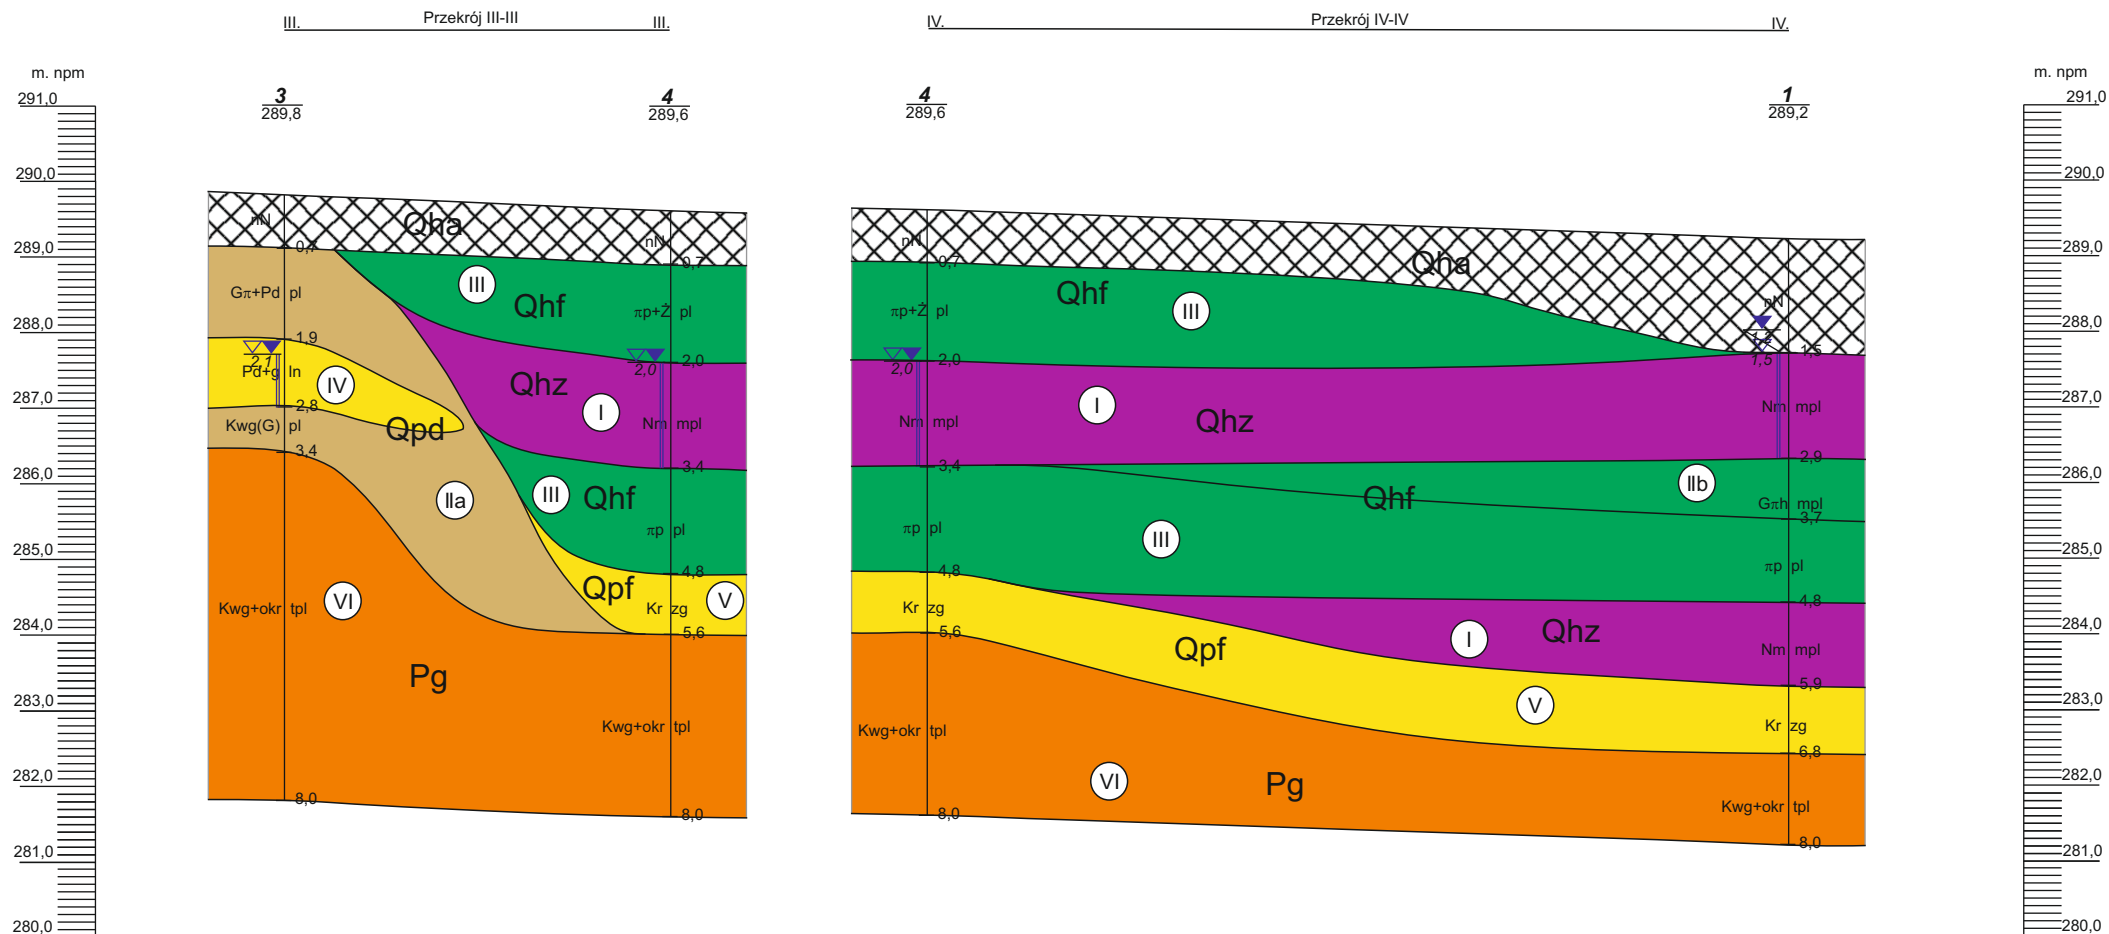 III. Przekrój III-III III.
IV. Przekrój IV-IV IV.
m. npm
m. npm
3
289,8
4
289,6
4
289,6
1
289,2
291,0
290,0
289,0
288,0
287,0
286,0
285,0
284,0
283,0
282,0
281,0
280,0
nN
0,7
Gπ+Pd pl
1,9
2,1
Pd+g ln
2,8
Kwg(G) pl
3,4
Kwg+okr tpl
8,0
Qha
III
Qhf
Qhz
I
IV
Qpd
IIa
III
Qhf
Qpf
V
VI
Pg
nN
0,7
πp+Ż pl
2,0
2,0
Nm mpl
3,4
πp pl
4,8
Kr zg
5,6
Kwg+okr tpl
8,0
nN
0,7
πp+Ż pl
2,0
2,0
Nm mpl
3,4
πp pl
4,8
Kr zg
5,6
Kwg+okr tpl
8,0
Qha
Qhf
III
I
Qhz
IIb
Qhf
III
I
Qhz
Qpf
V
VI
Pg
nN
1,2
1,5
1,5
Nm mpl
2,9
Gπh mpl
3,7
πp pl
4,8
Nm mpl
5,9
Kr zg
6,8
Kwg+okr tpl
8,0
291,0
290,0
289,0
288,0
287,0
286,0
285,0
284,0
283,0
282,0
281,0
280,0